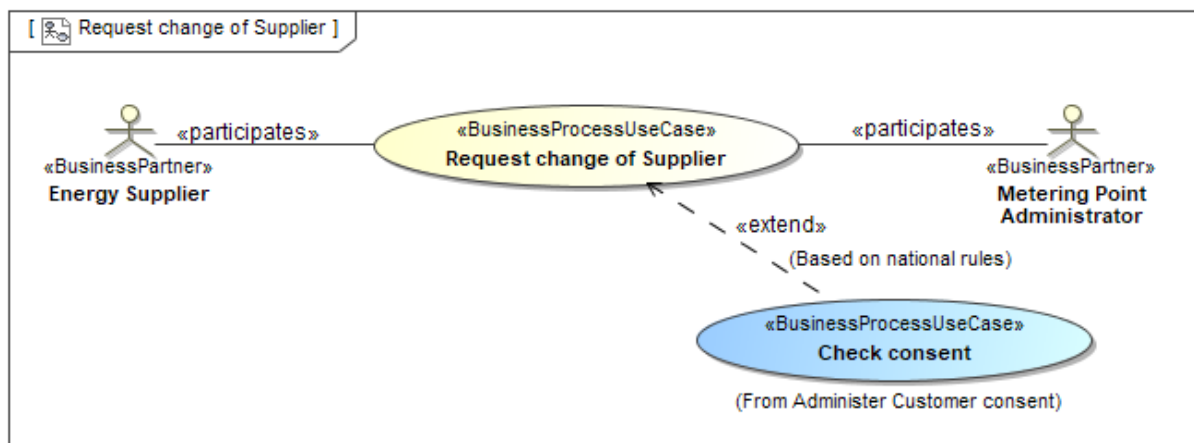 [ Request change of Supplier ]
«participates»
«BusinessPartner»
Energy Supplier
«BusinessProcessUseCase»
Request change of Supplier
«participates»
«BusinessPartner»
Metering Point
Administrator
«extend»
(Based on national rules)
«BusinessProcessUseCase»
Check consent
(From Administer Customer consent)